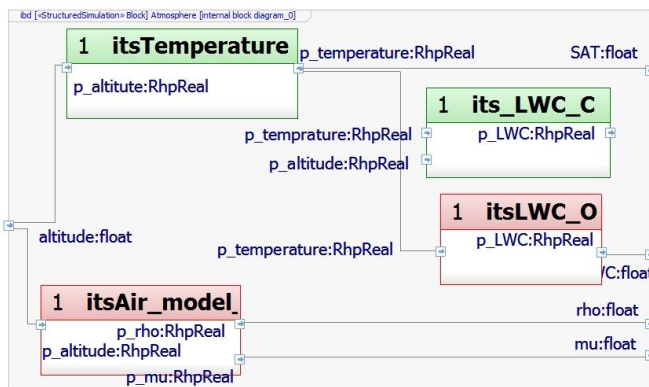 ibd [«StructuredSimulation» Block] Atmosphere [internal block diagram_0]
1 itsTemperature
p_temperature:RhpReal
SAT:float
p_altitute:RhpReal
1 its_LWC_C
p_temprature:RhpReal
p_LWC:RhpReal
p_altitude:RhpReal
1 itsLWC_O
altitude:float
p_temperature:RhpReal
p_LWC:RhpReal
/C:float
1 itsAir_model_
rho:float
p_rho:RhpReal
p_altitude:RhpReal
mu:float
p_mu:RhpReal